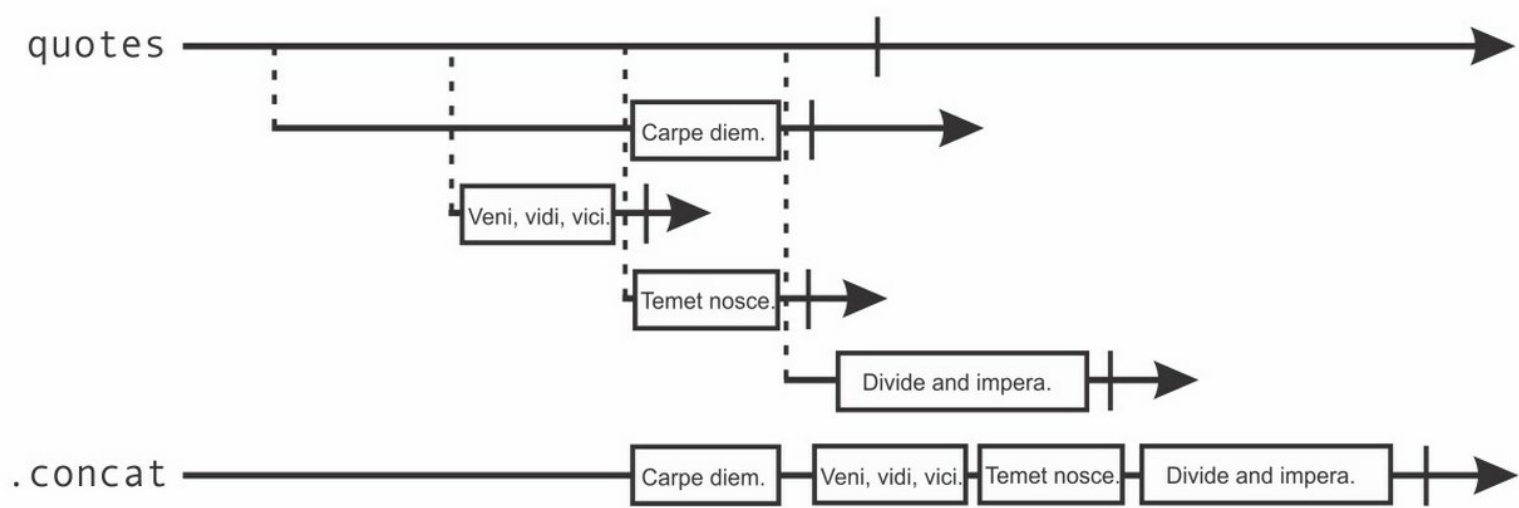 quotes
Carpe diem.
Veni, vidi, vici.
Temet nosce.
Divide and impera.
.concat
Carpe diem.
Veni, vidi, vici.
Temet nosce.
Divide and impera.